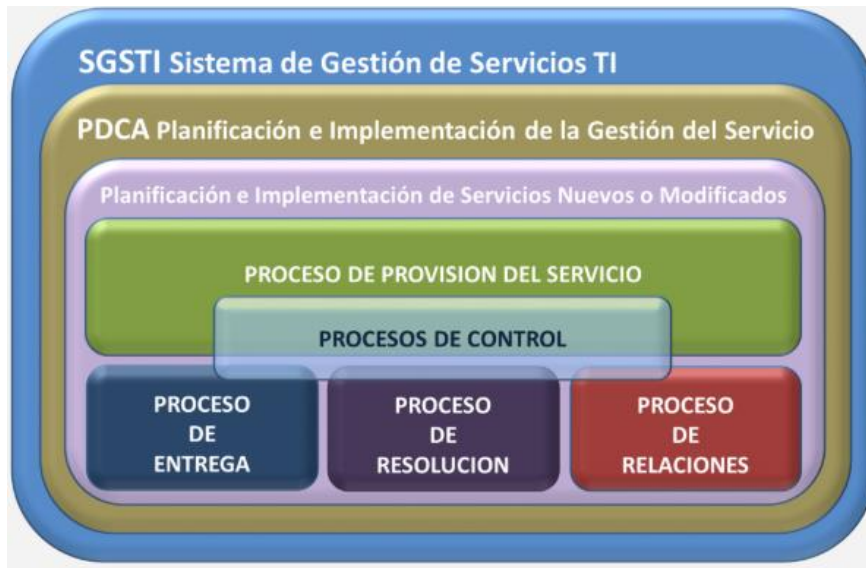 SGSTI Sistema de Gestión de Servicios TI
PDCA Planificación e Implementación de la Gestión del Servicio
Planificación e Implementación de Servicios Nuevos o Modificados
PROCESO DE PROVISION DEL SERVICIO
PROCESOS DE CONTROL
PROCESO
DE
ENTREGA
PROCESO
DE
RESOLUCION
PROCESO
DE
RELACIONES